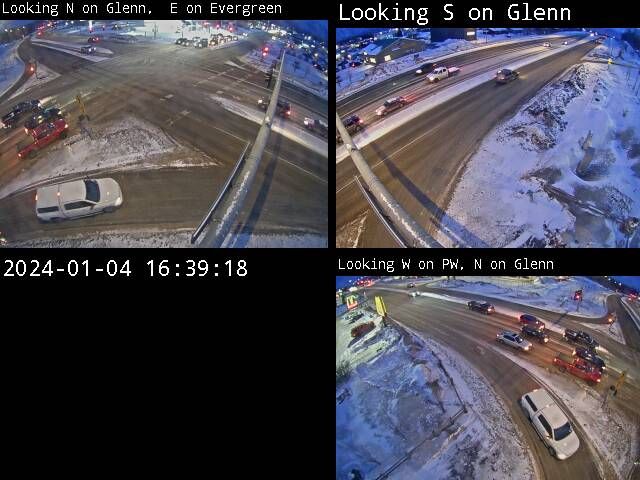 Looking N on Glenn,  E on Evergreen
Looking S on Glenn
2024-01-04 16:39:18
Looking W on PW, N on Glenn